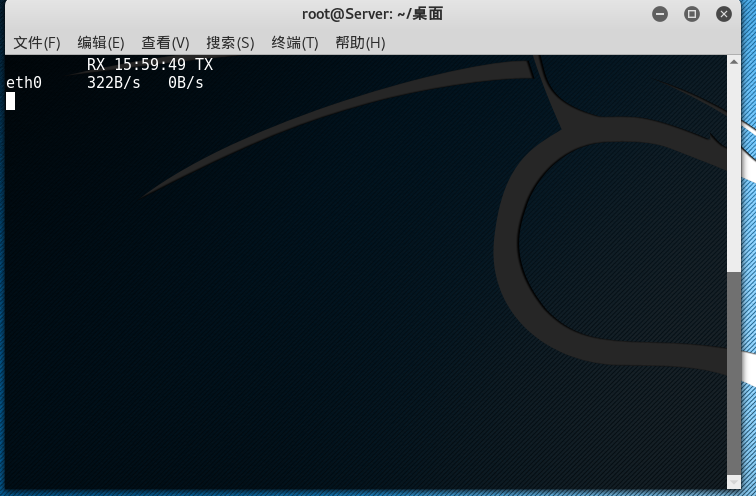 root@Server: ~/桌面
文件(F) 编辑(E) 查看(V) 搜索(S) 终端(T) 帮助(H)
RX 15:59:49 TX
eth0 322B/s 0B/s